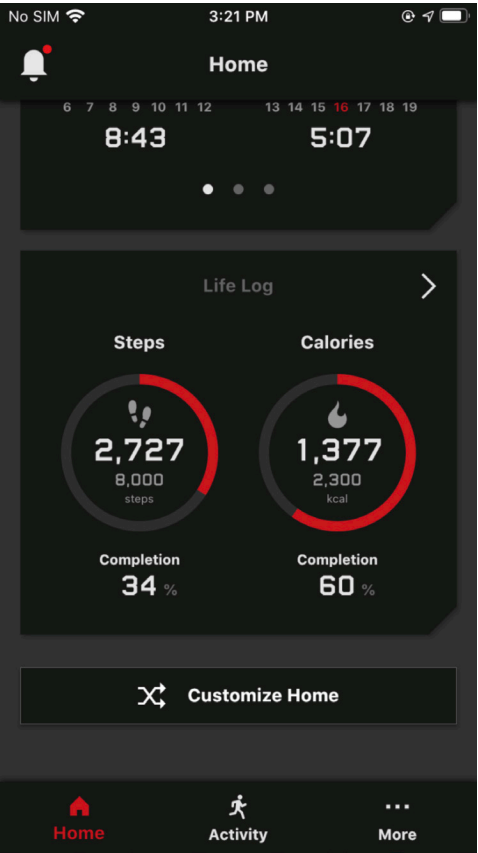 No SIM 3:21 PM
Home
6 7 8 9 10 11 12 13 14 15 16 17 18 19
8:43 5:07
Life Log
Steps Calories
2,727 1,377
8,000 2,300
steps kcal
Completion Completion
34 % 60 %
Customize Home
Home Activity More